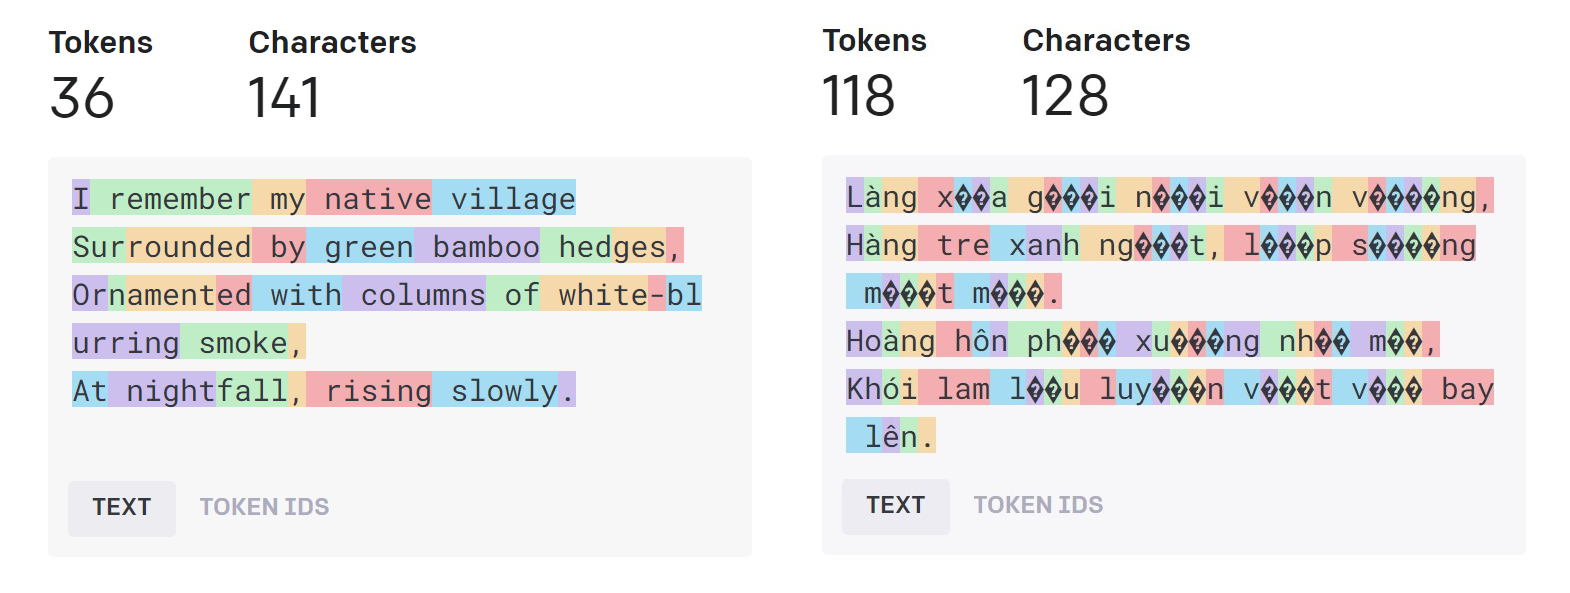 Tokens
Characters
36
141
I remember my native village
Surrounded by green bamboo hedges,
Ornamented with columns of white-bl
urring smoke,
At nightfall, rising slowly.
TEXT
TOKEN IDS
Tokens
Characters
118
128
Làng x��a g���i n���i v���n v����ng,
Hàng tre xanh ng���t, l���p s����ng
m���t m���.
Hoàng hôn ph��� xu���ng nh�� m��,
Khói lam l��u luy���n v���t v��� bay
lên.
TEXT
TOKEN IDS